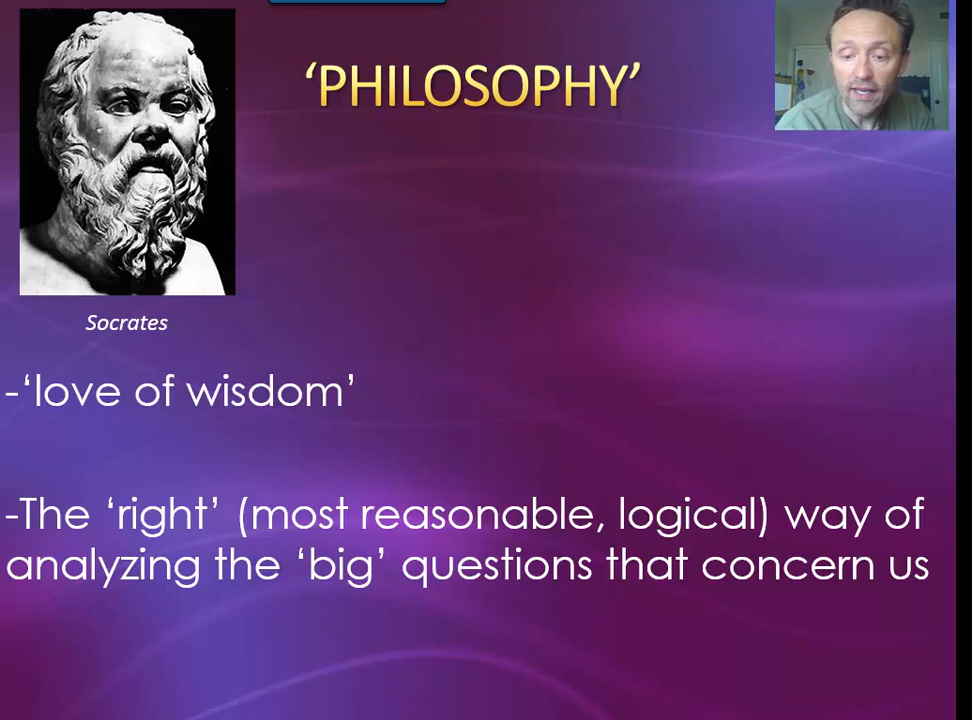 ‘PHILOSOPHY’
Socrates
-‘love of wisdom’
-The ‘right’ (most reasonable, logical) way of
analyzing the ‘big’ questions that concern us